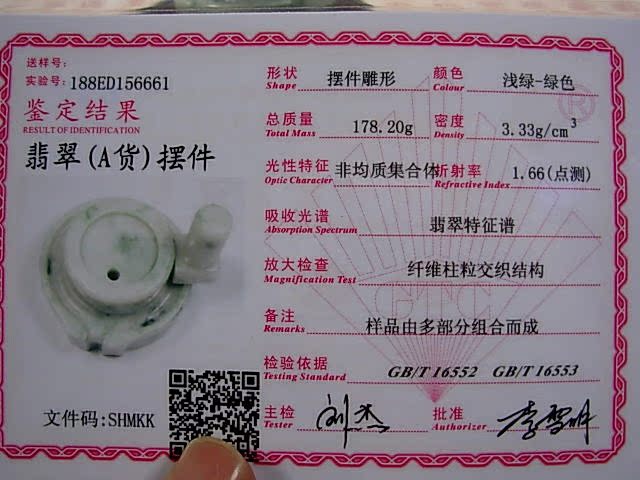 送样号:
实验号: 188ED156661
鉴定结果
RESULT OF IDENTIFICATION
翡翠(A货)摆件
文件码:SHMKK
形状 摆件雕形 颜色 浅绿-绿色
Shape Colour
总质量 178.20g 密度 3.33g/cm³
Total Mass Density
光性特征 非均质集合体 折射率 1.66(点测)
Optic Character Refractive Index
吸收光谱 翡翠特征谱
Absorption Spectrum
放大检查 纤维柱粒交织结构
Magnification Test
备注 样品由多部分组合而成
Remarks
检验依据 GB/T 16552 GB/T 16553
Testing Standard
主检 刘杰 批准
Tester Authorizer
GTC
®